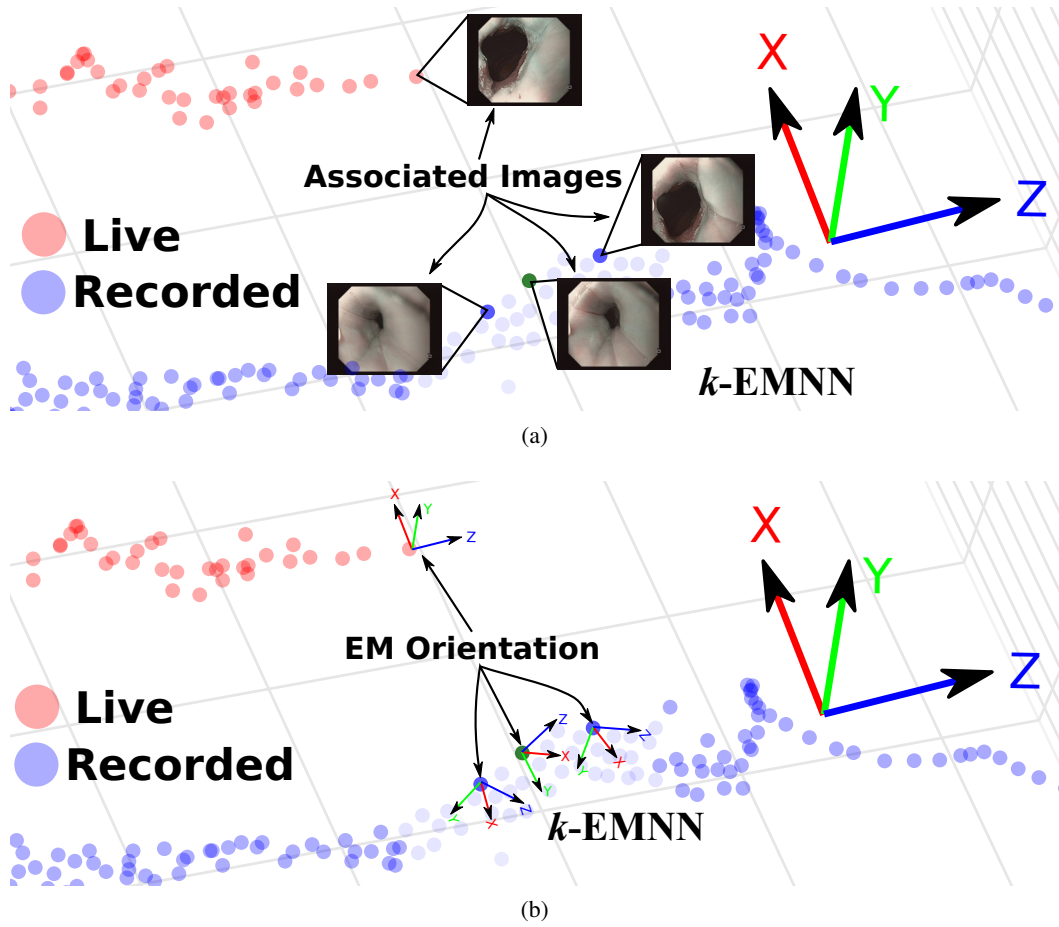 X
Y
Z
Associated Images
Live
Recorded
k-EMNN
(a)
X
Y
Z
X
Y
Z
EM Orientation
Live
Recorded
Z
X
Y
Z
X
Y
Z
X
Y
k-EMNN
(b)